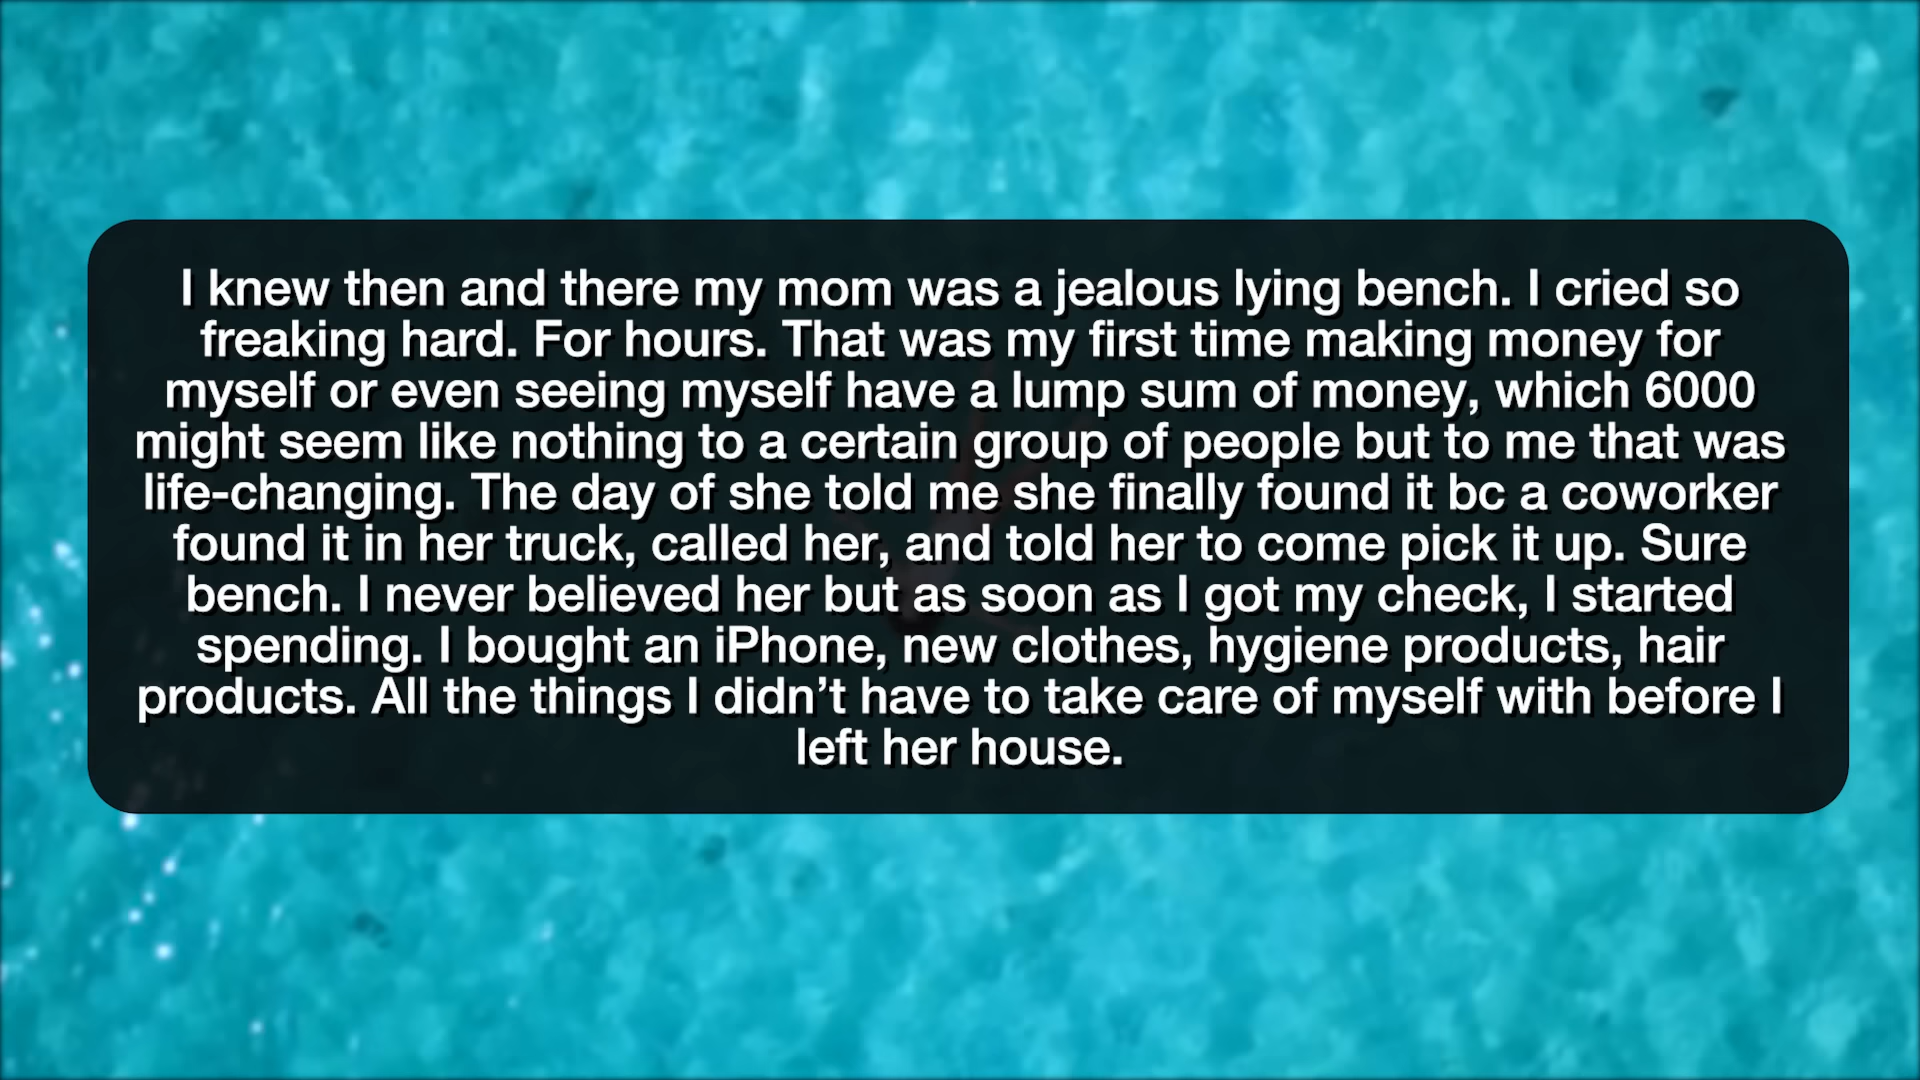 I knew then and there my mom was a jealous lying bench. I cried so
freaking hard. For hours. That was my first time making money for
myself or even seeing myself have a lump sum of money, which 6000
might seem like nothing to a certain group of people but to me that was
life-changing. The day of she told me she finally found it bc a coworker
found it in her truck, called her, and told her to come pick it up. Sure
bench. I never believed her but as soon as I got my check, I started
spending. I bought an iPhone, new clothes, hygiene products, hair
products. All the things I didn’t have to take care of myself with before I
left her house.